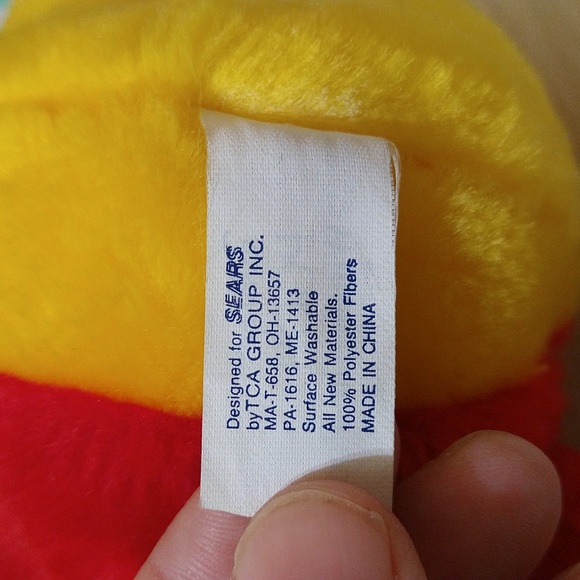 Designed for SEARS
byTCA GROUP INC.
MA-T-658, OH-13657
PA-1616, ME-1413
Surface Washable
All New Materials.
100% Polyester Fibers
MADE IN CHINA